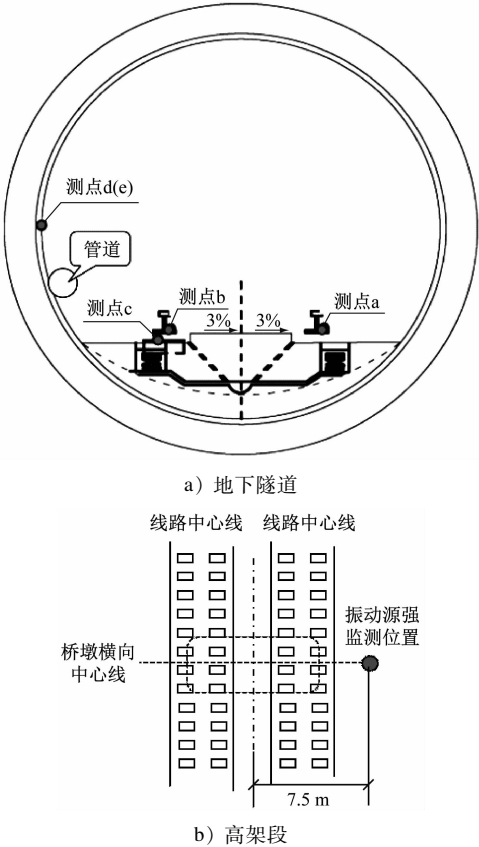 测点d(e)
管道
测点c
测点b
3%
3%
测点a
a）地下隧道
线路中心线
线路中心线
振动源强
监测位置
桥墩横向
中心线
7.5 m
b）高架段